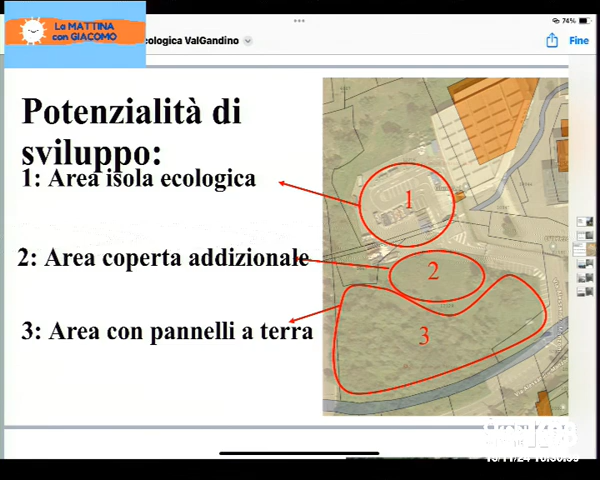 La MATTINA
con GIACOMO
74%
cologica ValGandino
Fine
Potenzialità di
sviluppo:
1: Area isola ecologica
2: Area coperta addizionale
3: Area con pannelli a terra
1
2
3